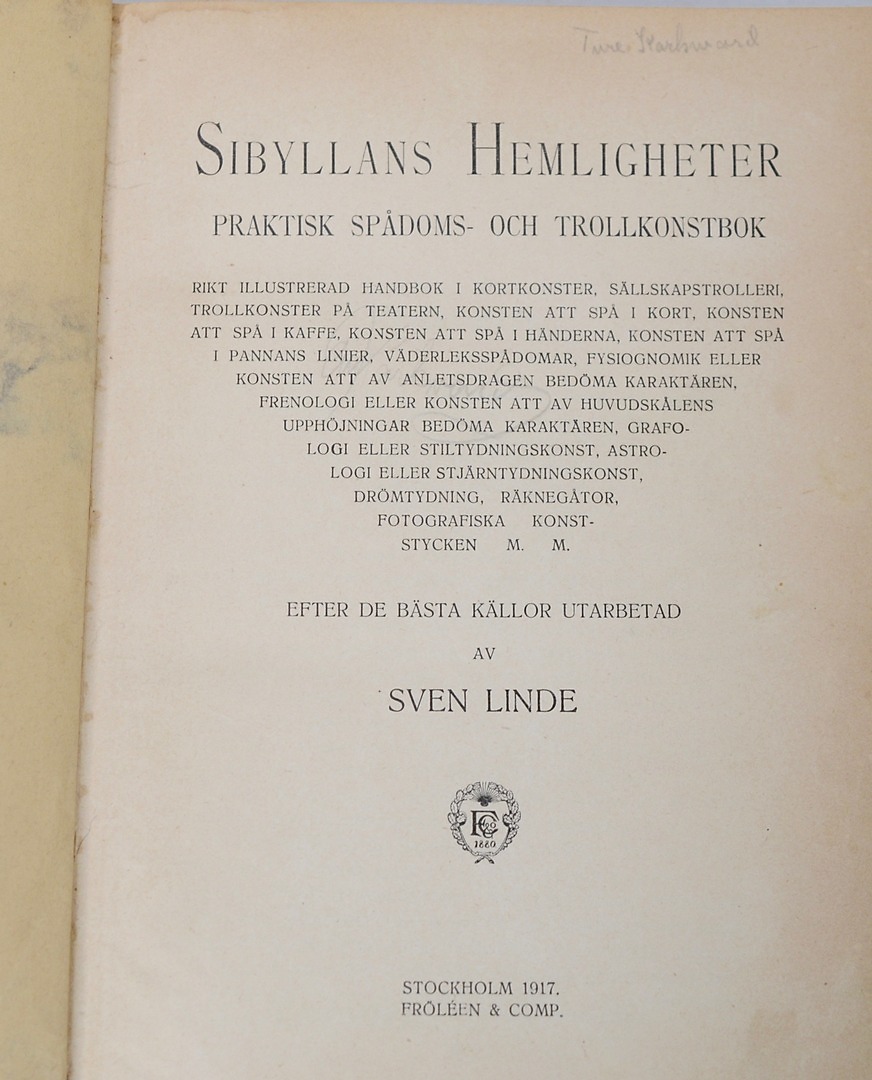 Ture
SIBYLLANS HEMLIGHETER
PRAKTISK SPÅDOMS- OCH TROLLKONSTBOK
RIKT ILLUSTRERAD HANDBOK I KORTKONSTER, SÄLLSKAPSTROLLERI,
TROLLKONSTER PÅ TEATERN, KONSTEN ATT SPÅ I KORT, KONSTEN
ATT SPÅ I KAFFE, KONSTEN ATT SPÅ I HÄNDERNA, KONSTEN ATT SPÅ
I PANNANS LINIER, VÄDERLEKSSPÅDOMAR, FYSIOGNOMIK ELLER
KONSTEN ATT AV ANLETSDRAGEN BEDÖMA KARAKTÄREN,
FRENOLOGI ELLER KONSTEN ATT AV HUVUDSKÅLENS
UPPHÖJNINGAR BEDÖMA KARAKTÄREN, GRAFO-
LOGI ELLER STILTYDNINGSKONST, ASTRO-
LOGI ELLER STJÄRNTYDNINGSKONST,
DRÖMTYDNING, RÄKNEGÅTOR,
FOTOGRAFISKA KONST-
STYCKEN M. M.
EFTER DE BÄSTA KÄLLOR UTARBETAD
AV
SVEN LINDE
1880
STOCKHOLM 1917.
FRÖLÉEN & COMP.